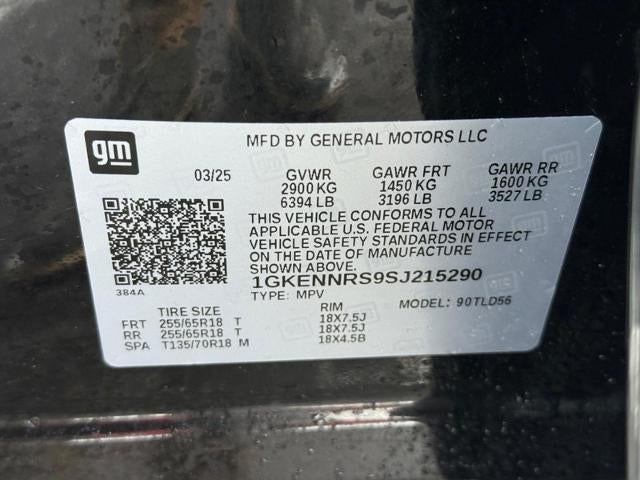 gm
MFD BY GENERAL MOTORS LLC
03/25 GVWR GAWR FRT GAWR RR
2900 KG 1450 KG 1600 KG
6394 LB 3196 LB 3527 LB
THIS VEHICLE CONFORMS TO ALL
APPLICABLE U.S. FEDERAL MOTOR
VEHICLE SAFETY STANDARDS IN EFFECT
ON THE DATE OF MANUFACTURE
SHOWN ABOVE.
384A
1GKENNRS9SJ215290
TYPE: MPV MODEL: 90TLD56
TIRE SIZE RIM
FRT 255/65R18 T 18X7.5J
RR 255/65R18 T 18X7.5J
SPA T135/70R18 M 18X4.5B